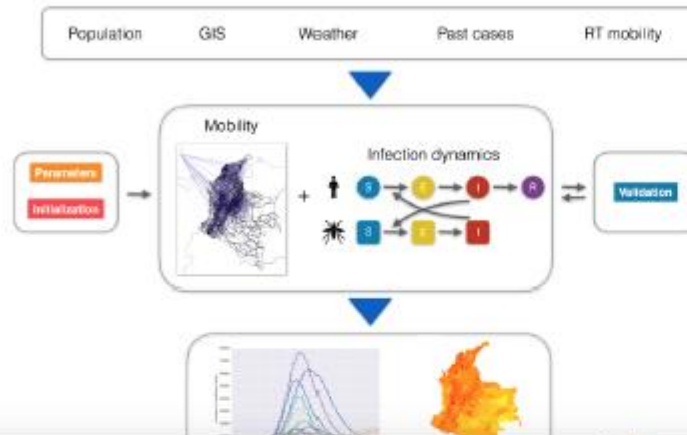 Population GIS Weather Past cases RT mobility
Mobility
Infection dynamics
Parameters
Initialization
+
S E I R
S E I
Validation